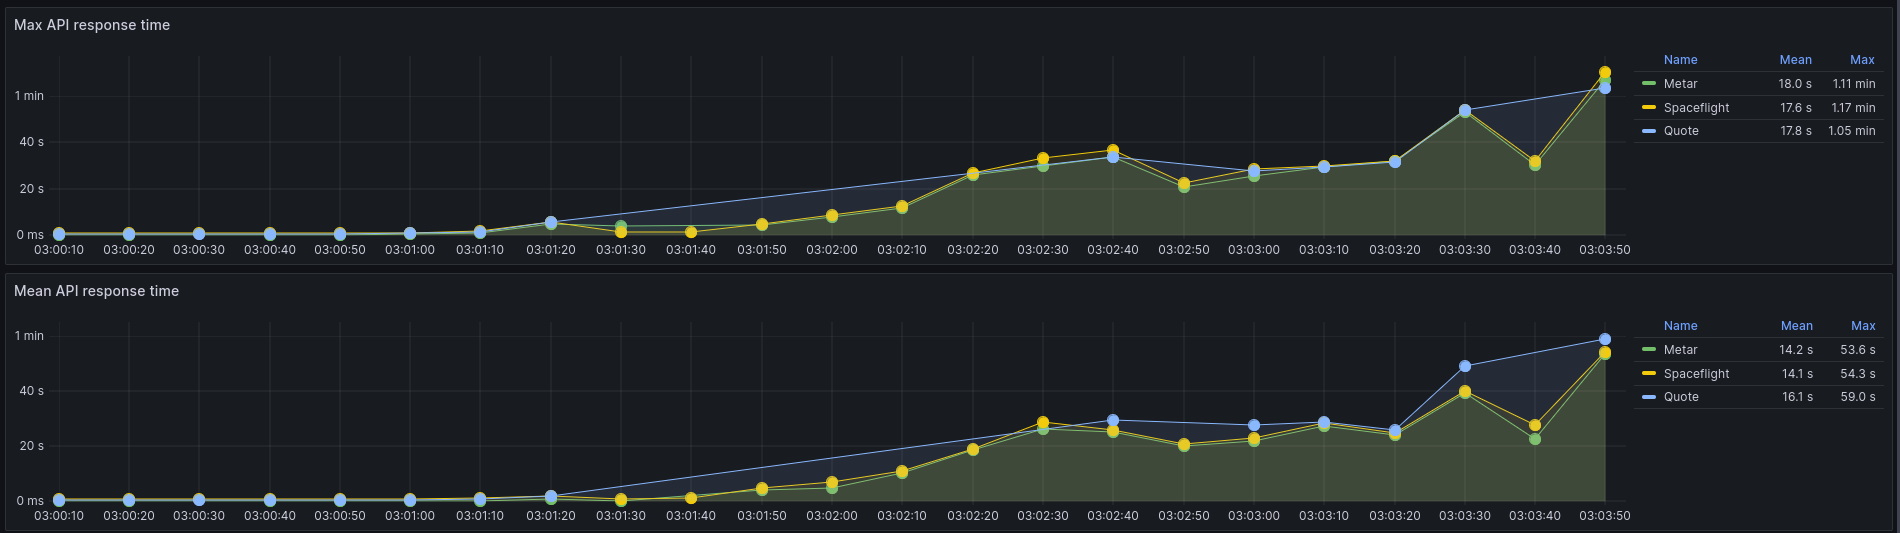 Max API response time
Name Mean Max
1 min
Metar 18.0 s 1.11 min
Spaceflight 17.6 s 1.17 min
Quote 17.8 s 1.05 min
40 s
20 s
0 ms
03:00:10 03:00:20 03:00:30 03:00:40 03:00:50 03:01:00 03:01:10 03:01:20 03:01:30 03:01:40 03:01:50 03:02:00 03:02:10 03:02:20 03:02:30 03:02:40 03:02:50 03:03:00 03:03:10 03:03:20 03:03:30 03:03:40 03:03:50
Mean API response time
Name Mean Max
1 min
Metar 14.2 s 53.6 s
Spaceflight 14.1 s 54.3 s
Quote 16.1 s 59.0 s
40 s
20 s
0 ms
03:00:10 03:00:20 03:00:30 03:00:40 03:00:50 03:01:00 03:01:10 03:01:20 03:01:30 03:01:40 03:01:50 03:02:00 03:02:10 03:02:20 03:02:30 03:02:40 03:02:50 03:03:00 03:03:10 03:03:20 03:03:30 03:03:40 03:03:50